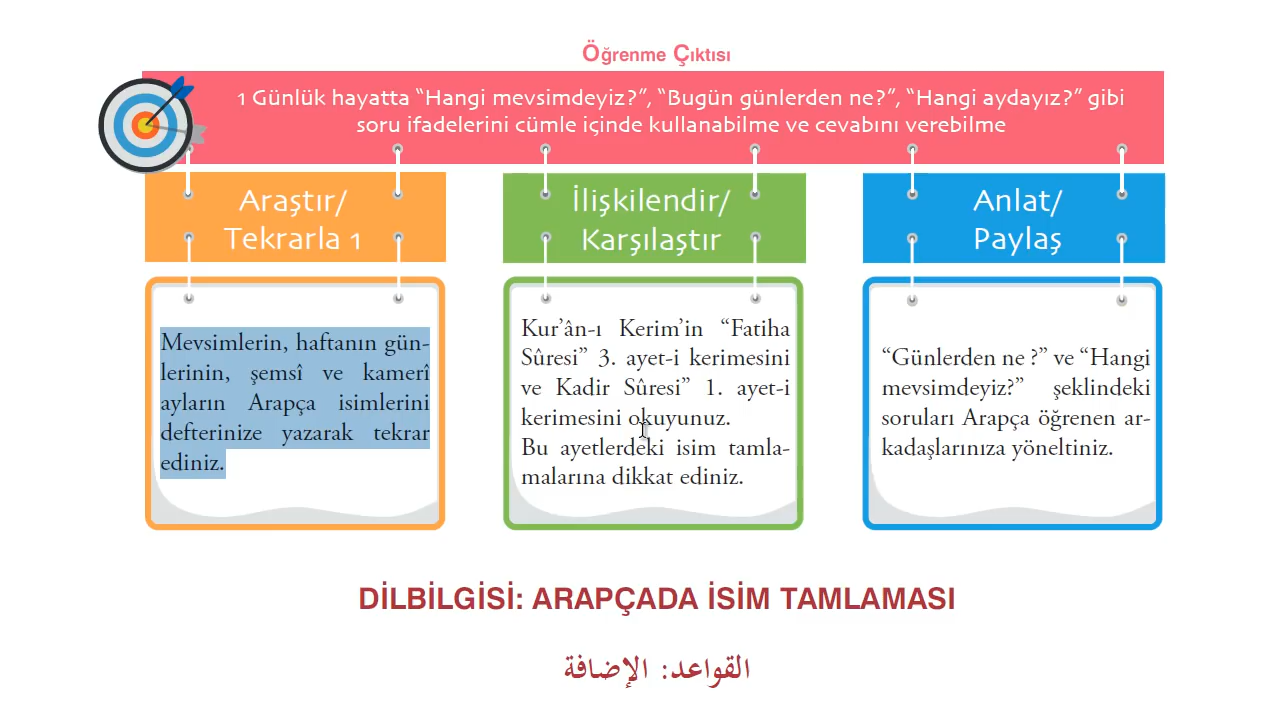 Öğrenme Çıktısı
1 Günlük hayatta “Hangi mevsimdeyiz?”, “Bugün günlerden ne?”, “Hangi aydayız?” gibi
soru ifadelerini cümle içinde kullanabilme ve cevabını verebilme
Araştır/
Tekrarla 1
Mevsimlerin, haftanın gün-
lerinin, şemsî ve kamerî
ayların Arapça isimlerini
defterinize yazarak tekrar
ediniz.
İlişkilendir/
Karşılaştır
Kur’ân-ı Kerim’in “Fatiha
Sûresi” 3. ayet-i kerimesini
ve Kadir Sûresi” 1. ayet-i
kerimesini okuyunuz.
Bu ayetlerdeki isim tamla-
malarına dikkat ediniz.
Anlat/
Paylaş
“Günlerden ne ?” ve “Hangi
mevsimdeyiz?” şeklindeki
soruları Arapça öğrenen ar-
kadaşlarınıza yöneltiniz.
DİLBİLGİSİ: ARAPÇADA İSİM TAMLAMASI
القواعد: الإضافة